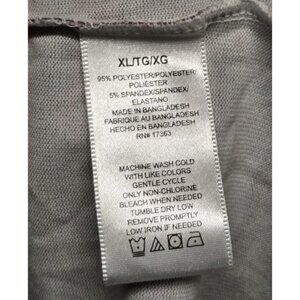 XL/TG/XG
95% POLYESTER/POLYESTER/
POLIÉSTER
5% SPANDEX/SPANDEX/
ELASTANO
MADE IN BANGLADESH
FABRIQUE AU BANGLADESH
HECHO EN BANGLADESH
RN# 17363
MACHINE WASH COLD
WITH LIKE COLORS
GENTLE CYCLE
ONLY NON-CHLORINE
BLEACH WHEN NEEDED
TUMBLE DRY LOW
REMOVE PROMPTLY
LOW IRON IF NEEDED